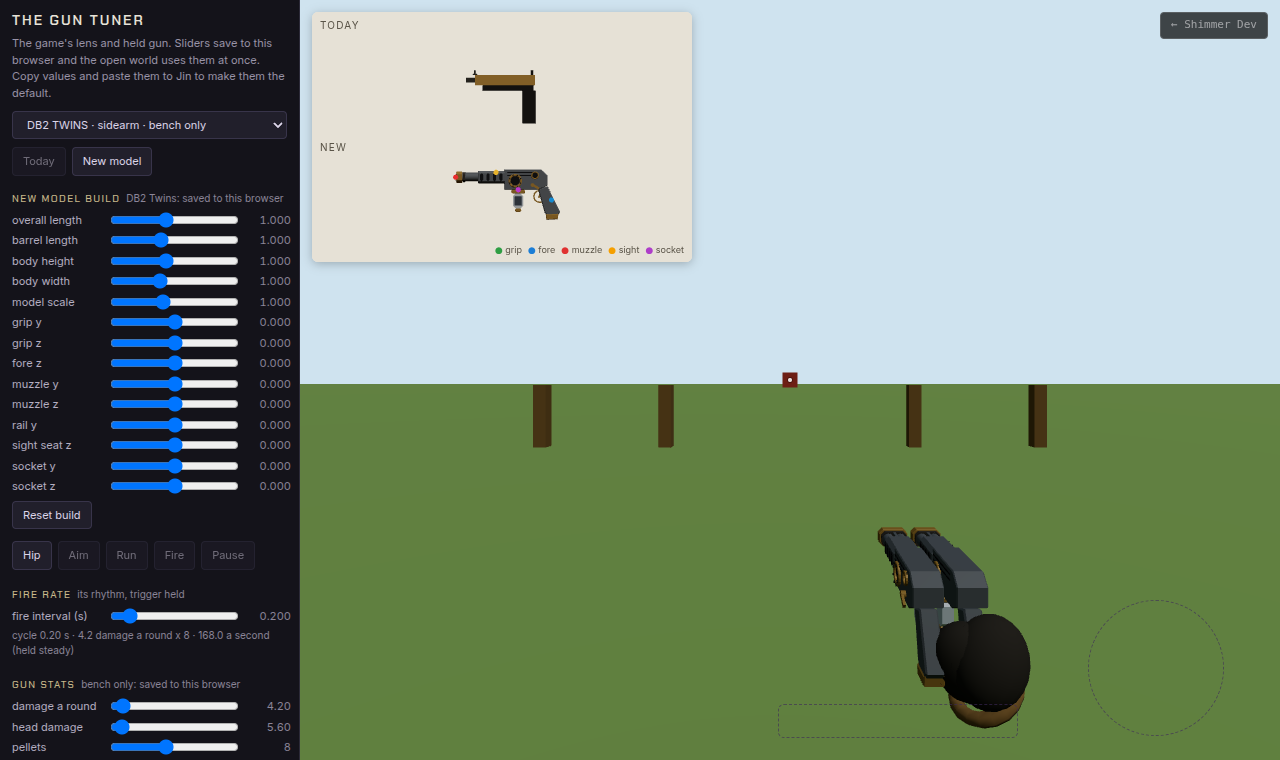 THE GUN TUNER
The game's lens and held gun. Sliders save to this
browser and the open world uses them at once.
Copy values and paste them to Jin to make them the
default.
DB2 TWINS · sidearm · bench only
Today New model
NEW MODEL BUILD DB2 Twins: saved to this browser
overall length 1.000
barrel length 1.000
body height 1.000
body width 1.000
model scale 1.000
grip y 0.000
grip z 0.000
fore z 0.000
muzzle y 0.000
muzzle z 0.000
rail y 0.000
sight seat z 0.000
socket y 0.000
socket z 0.000
Reset build
Hip Aim Run Fire Pause
FIRE RATE its rhythm, trigger held
fire interval (s) 0.200
cycle 0.20 s · 4.2 damage a round x 8 · 168.0 a second
(held steady)
GUN STATS bench only: saved to this browser
damage a round 4.20
head damage 5.60
pellets 8
TODAY
NEW
grip fore muzzle sight socket
← Shimmer Dev